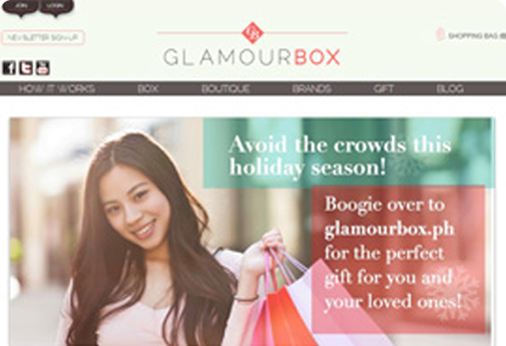 JOIN LOGIN
NEWSLETTER SIGN-UP
GB
GLAMOURBOX
SHOPPING BAG
HOW IT WORKS BOX BOUTIQUE BRANDS GIFT BLOG
Avoid the crowds this
holiday season!
Boogie over to
glamourbox.ph
for the perfect
gift for you and
your loved ones!